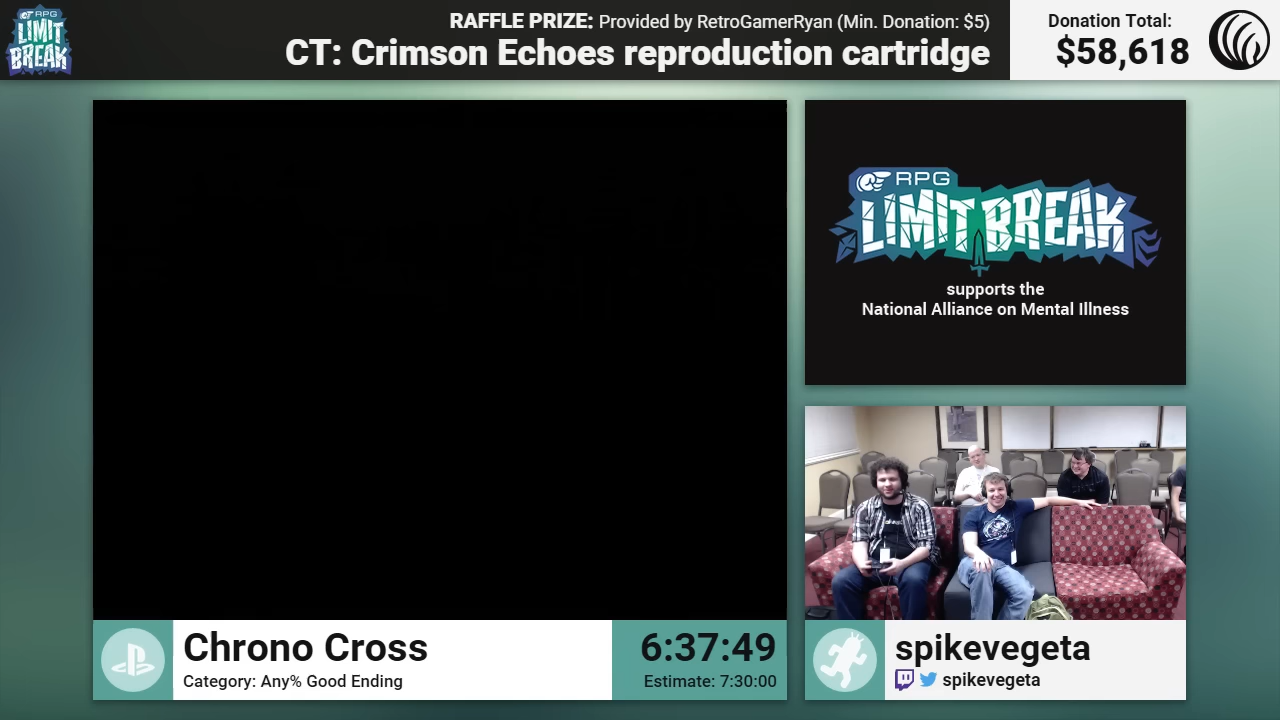 RPG
LIMIT
BREAK
RAFFLE PRIZE: Provided by RetroGamerRyan (Min. Donation: $5)
CT: Crimson Echoes reproduction cartridge
Donation Total:
$58,618
RPG
LIMIT BREAK
supports the
National Alliance on Mental Illness
Chrono Cross
Category: Any% Good Ending
6:37:49
Estimate: 7:30:00
spikevegeta
spikevegeta